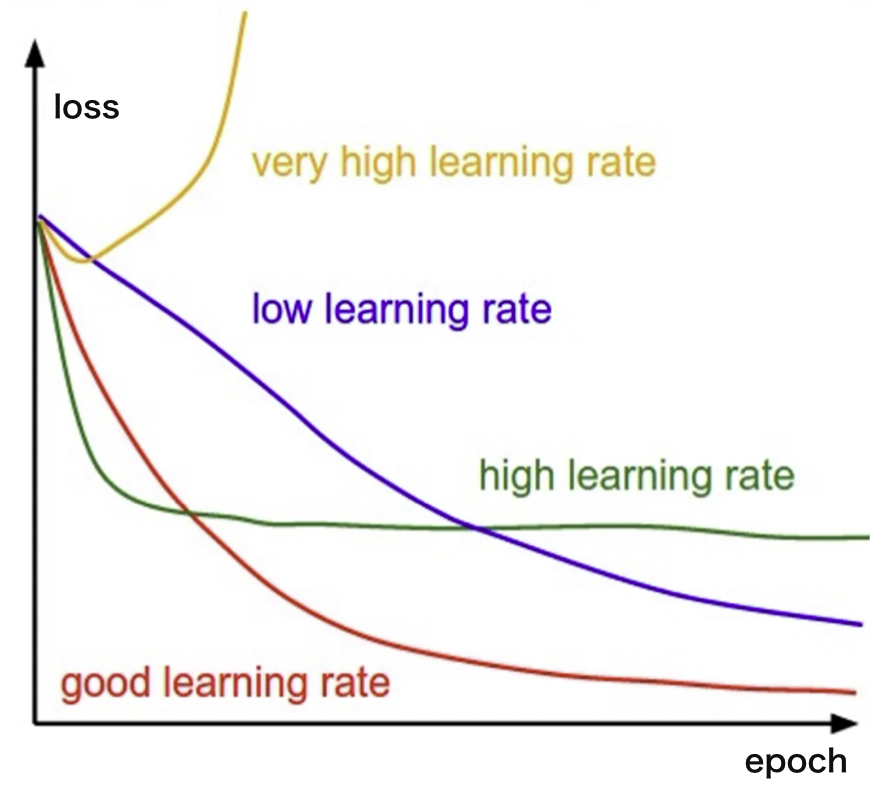 loss
very high learning rate
low learning rate
high learning rate
good learning rate
epoch